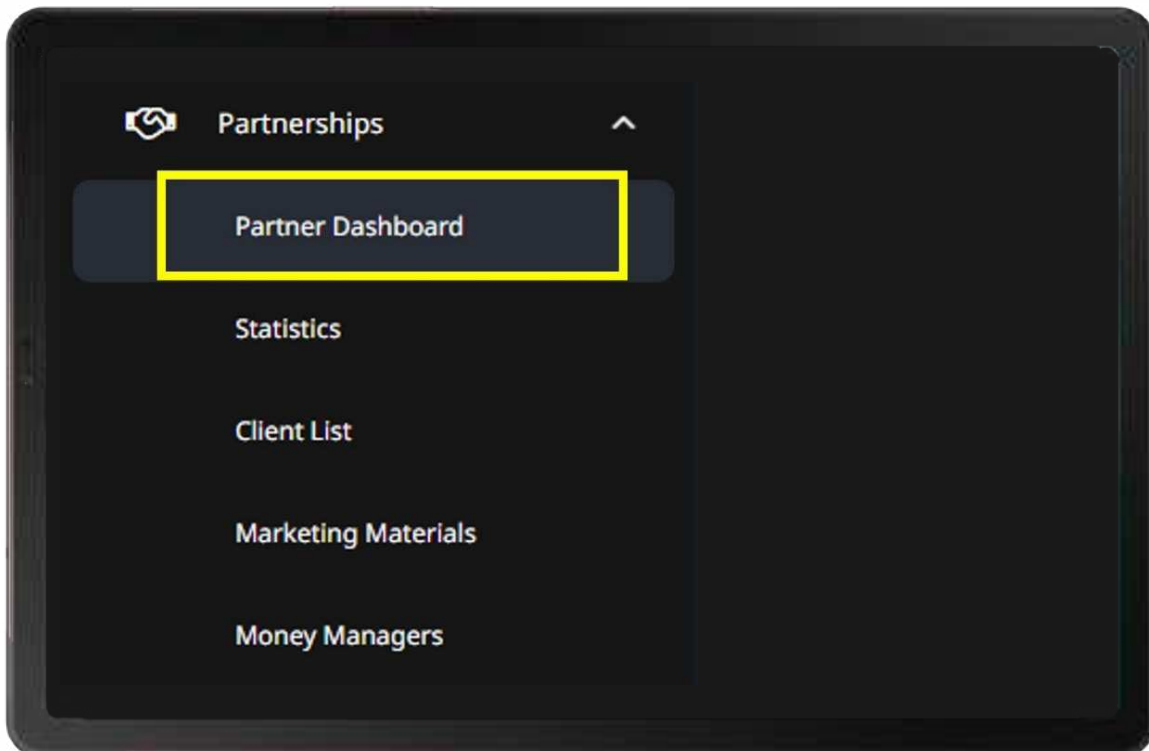 Partnerships
Partner Dashboard
Statistics
Client List
Marketing Materials
Money Managers